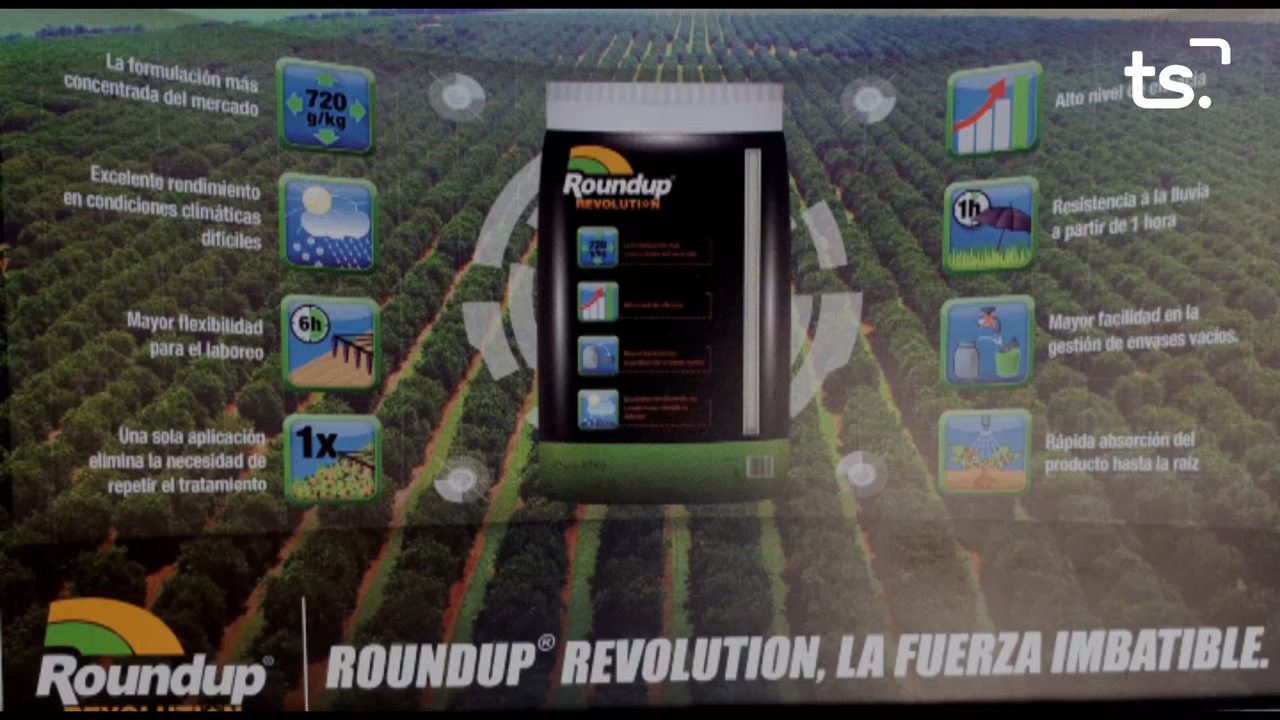 La formulación más
concentrada del mercado
720
g/kg
Excelente rendimiento
en condiciones climáticas
difíciles
6h
Mayor flexibilidad
para el laboreo
1x
Una sola aplicación
elimina la necesidad de
repetir el tratamiento
Roundup
REVOLUTION
720
g/kg
ts.
Alto nivel
1h
Resistencia a la lluvia
a partir de 1 hora
Mayor facilidad en la
gestión de envases vacíos.
Rápida absorción del
producto hasta la raíz
Roundup®
REVOLUTION
ROUNDUP® REVOLUTION, LA FUERZA IMBATIBLE.